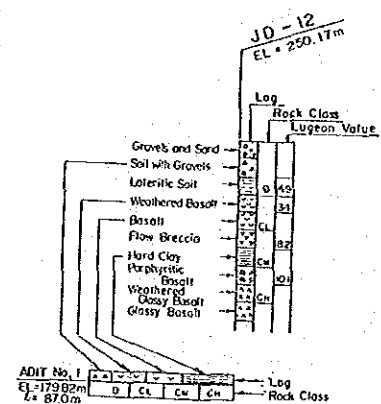 JD - 12
EL = 250.17m
Log
Rock Class
Lugeon Value
Gravels and Sand
Soil with Gravels
Lateritic Soil
D 49
Weathered Basalt
34
Basalt
CL
Flow Breccia
82
Hard Clay
CM
Porphyritic
Basalt
101
Weathered
Glassy Basalt
CH
Glassy Basalt
ADIT No. 1
EL=179.82m
L= 87.0m
Log
D CL CM CH
Rock Class